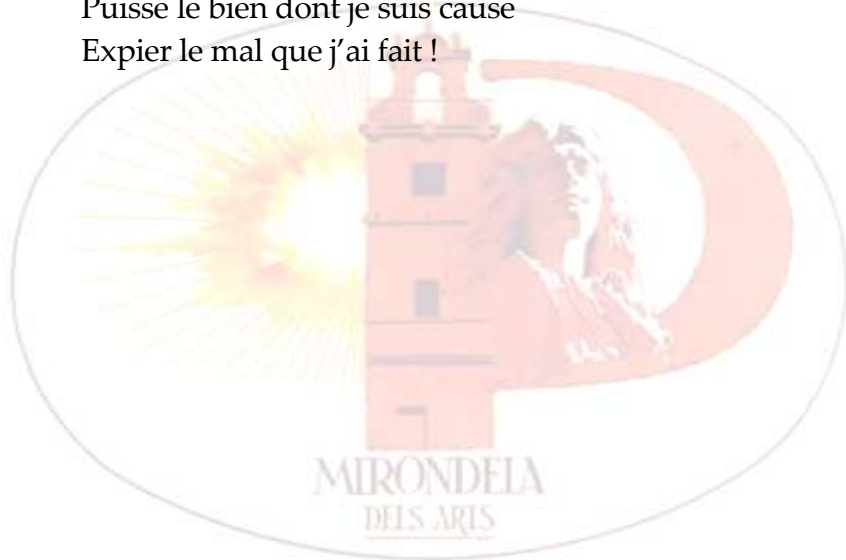 Puisse le bien dont je suis cause
Expier le mal que j’ai fait !
MIRONDELA
DELS ARTS